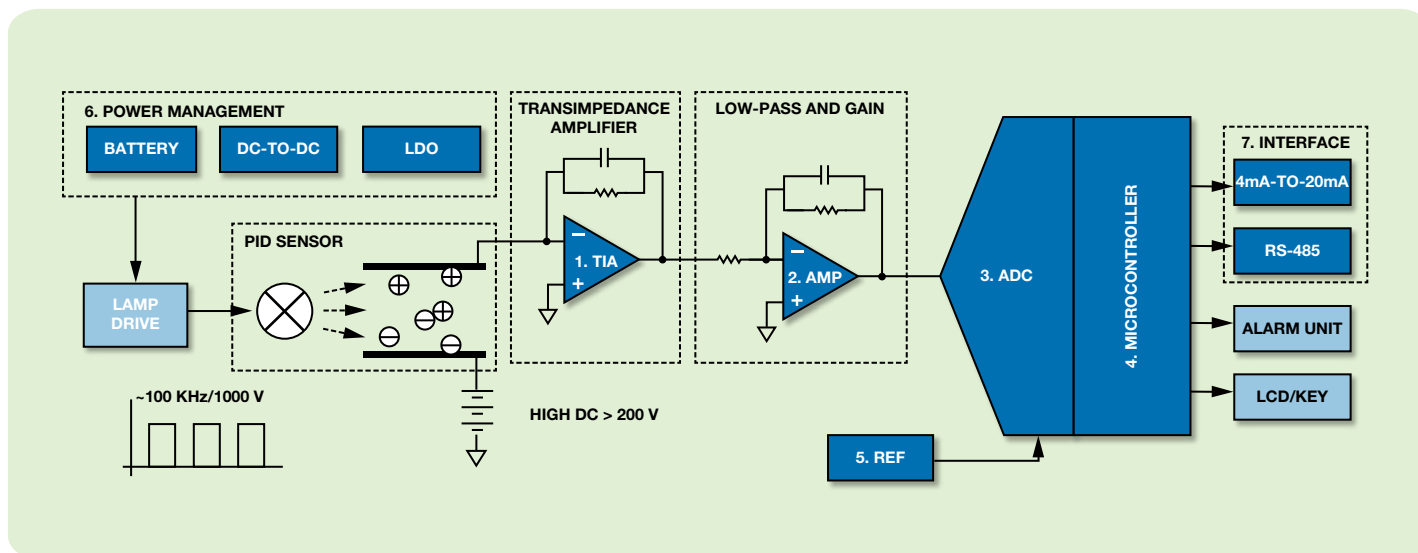 6. POWER MANAGEMENT
BATTERY
DC-TO-DC
LDO
TRANSIMPEDANCE
AMPLIFIER
1. TIA
LOW-PASS AND GAIN
2. AMP
3. ADC
4. MICROCONTROLLER
7. INTERFACE
4mA-TO-20mA
RS-485
ALARM UNIT
LCD/KEY
PID SENSOR
LAMP
DRIVE
~100 KHz/1000 V
HIGH DC > 200 V
5. REF